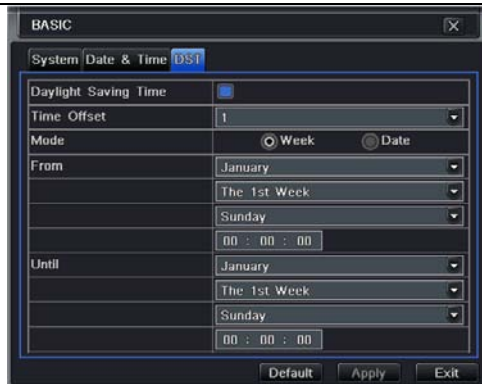 BASIC
System Date & Time DST
Daylight Saving Time
Time Offset 1
Mode Week Date
From January
The 1st Week
Sunday
00 : 00 : 00
Until January
The 1st Week
Sunday
00 : 00 : 00
Default Apply Exit